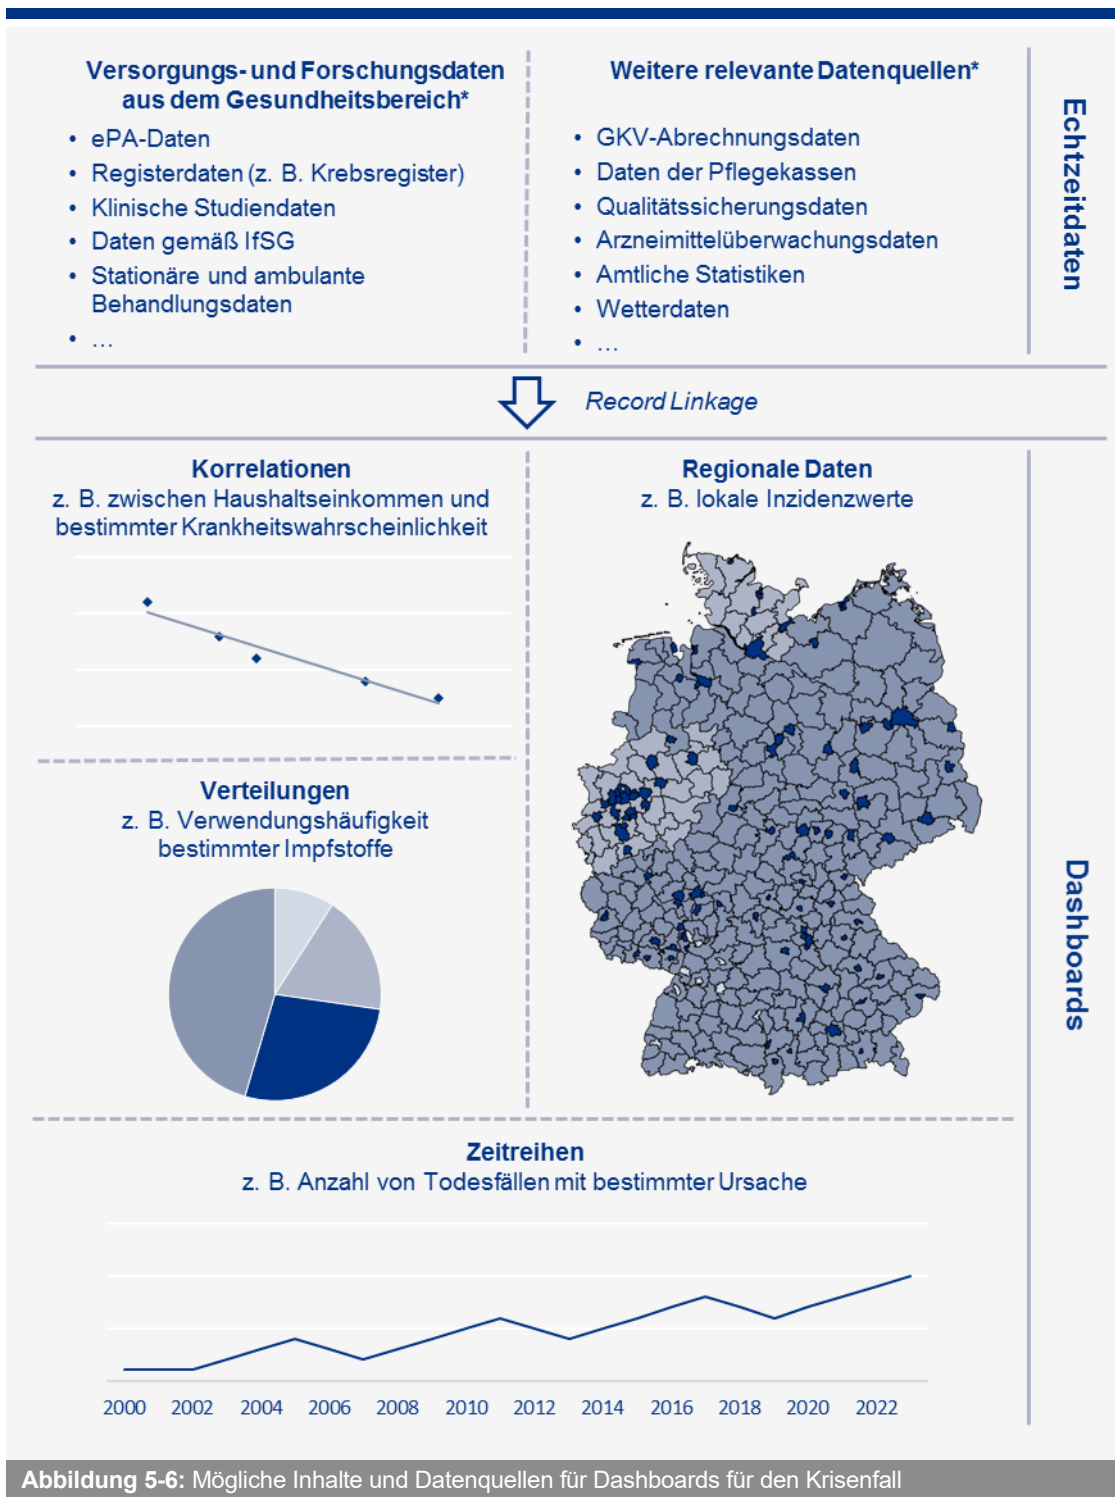 Versorgungs- und Forschungsdaten
aus dem Gesundheitsbereich*
• ePA-Daten
• Registerdaten (z. B. Krebsregister)
• Klinische Studiendaten
• Daten gemäß IfSG
• Stationäre und ambulante
Behandlungsdaten
• …
Weitere relevante Datenquellen*
• GKV-Abrechnungsdaten
• Daten der Pflegekassen
• Qualitätssicherungsdaten
• Arzneimittelüberwachungsdaten
• Amtliche Statistiken
• Wetterdaten
• …
Echtzeitdaten
Record Linkage
Korrelationen
z. B. zwischen Haushaltseinkommen und
bestimmter Krankheitswahrscheinlichkeit
Regionale Daten
z. B. lokale Inzidenzwerte
Verteilungen
z. B. Verwendungshäufigkeit
bestimmter Impfstoffe
Dashboards
Zeitreihen
z. B. Anzahl von Todesfällen mit bestimmter Ursache
2000 2002 2004 2006 2008 2010 2012 2014 2016 2018 2020 2022
Abbildung 5-6: Mögliche Inhalte und Datenquellen für Dashboards für den Krisenfall